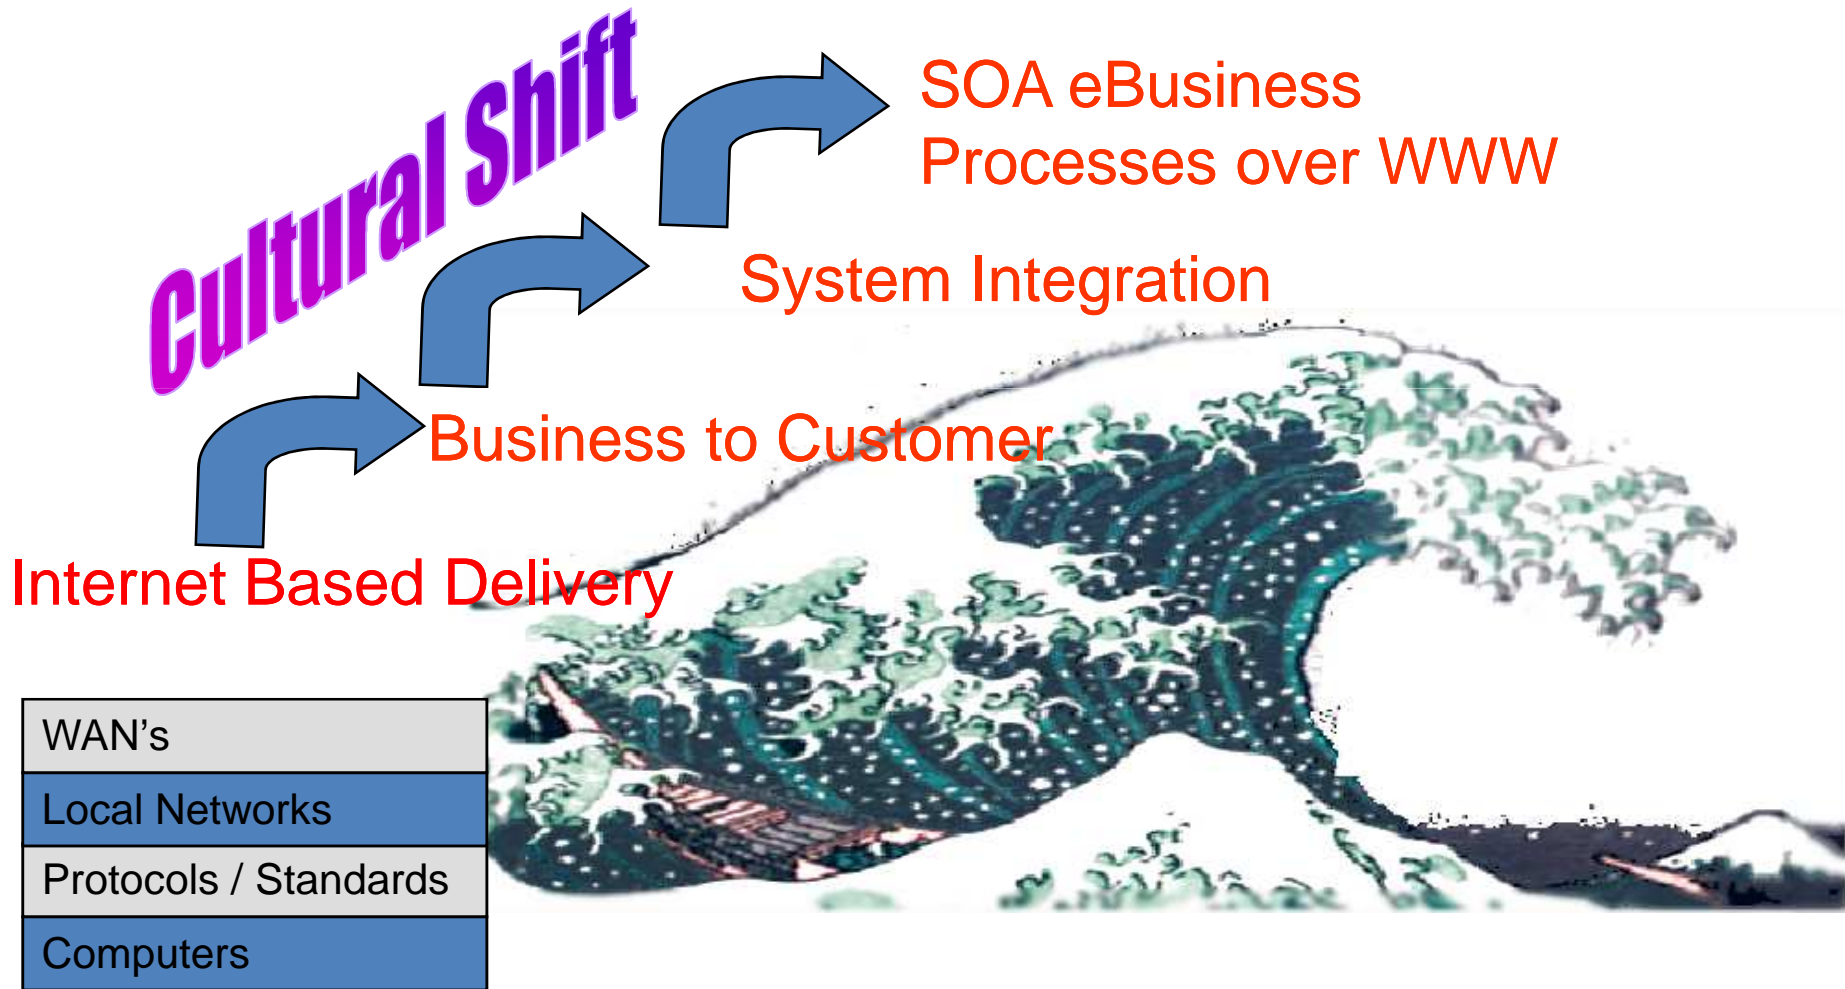 Cultural Shift
SOA eBusiness
Processes over WWW
System Integration
Business to Customer
Internet Based Delivery
WAN’s
Local Networks
Protocols / Standards
Computers